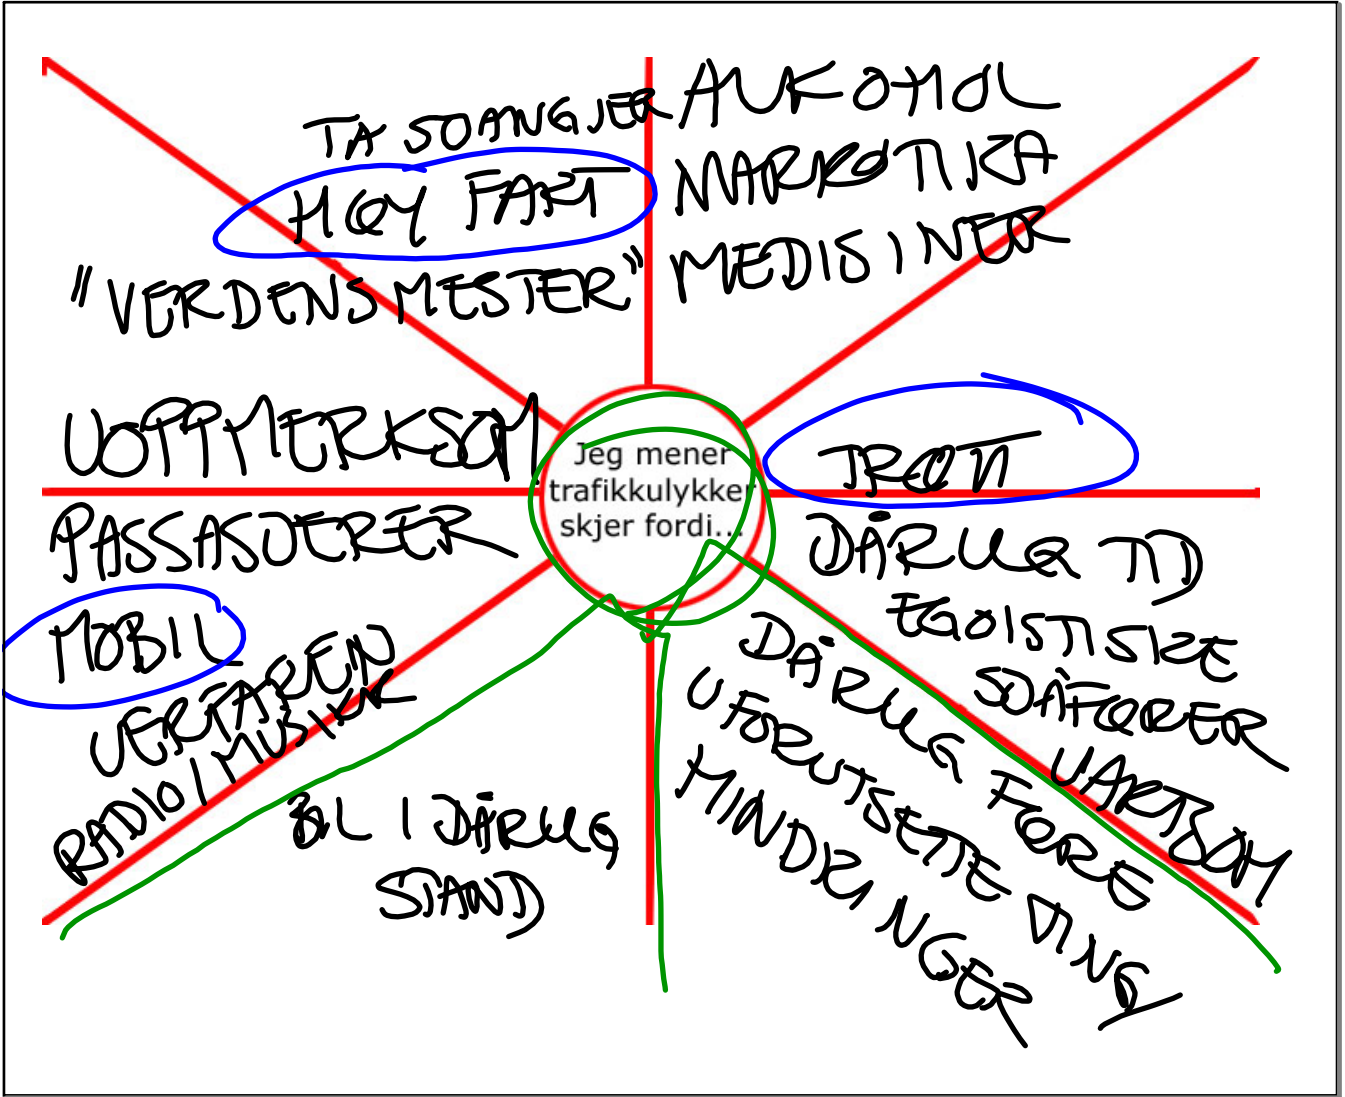 TA SJANSJER
HØY FART
"VERDENSMESTER"
ALKOHOL
NARKOTIKA
MEDISINER
UOPPMERKSOM
PASSASJERER
MOBIL
UERFAREN
RADIO/MUSIKK
Jeg mener
trafikkulykker
skjer fordi...
TRØTT
DÅRLIG TID
EGOISTISKE
SJÅFØRER
UAKTSOM
DÅRLIG FØRE
UFORUTSETTE TING
HINDRINGER
BIL I DÅRLIG
STAND